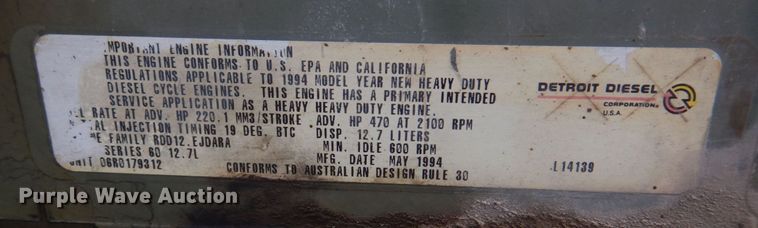 IMPORTANT ENGINE INFORMATION
THIS ENGINE CONFORMS TO U.S. EPA AND CALIFORNIA
REGULATIONS APPLICABLE TO 1994 MODEL YEAR NEW HEAVY DUTY
DIESEL CYCLE ENGINES. THIS ENGINE HAS A PRIMARY INTENDED
SERVICE APPLICATION AS A HEAVY HEAVY DUTY ENGINE.
RATE AT ADV. HP 220.1 MM3/STROKE ADV. HP 470 AT 2100 RPM
INJECTION TIMING 19 DEG. BTC DISP. 12.7 LITERS
FAMILY RDD12.EJDARA MIN. IDLE 600 RPM
SERIES 60 12.7L MFG. DATE MAY 1994
UNIT 06R0179312 CONFORMS TO AUSTRALIAN DESIGN RULE 30
DETROIT DIESEL
CORPORATION
U.S.A.
L14139
Purple Wave Auction